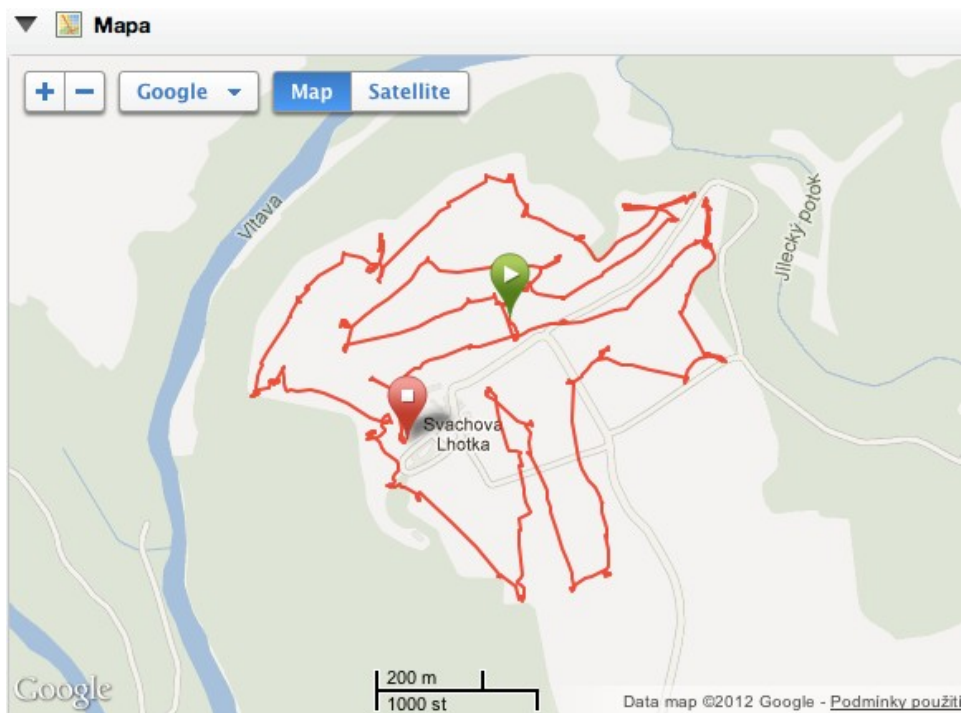 Mapa
+ − Google Map Satellite
Vltava
Jílecký potok
Svachova
Lhotka
200 m
1000 st
Google
Data map ©2012 Google - Podmínky použití